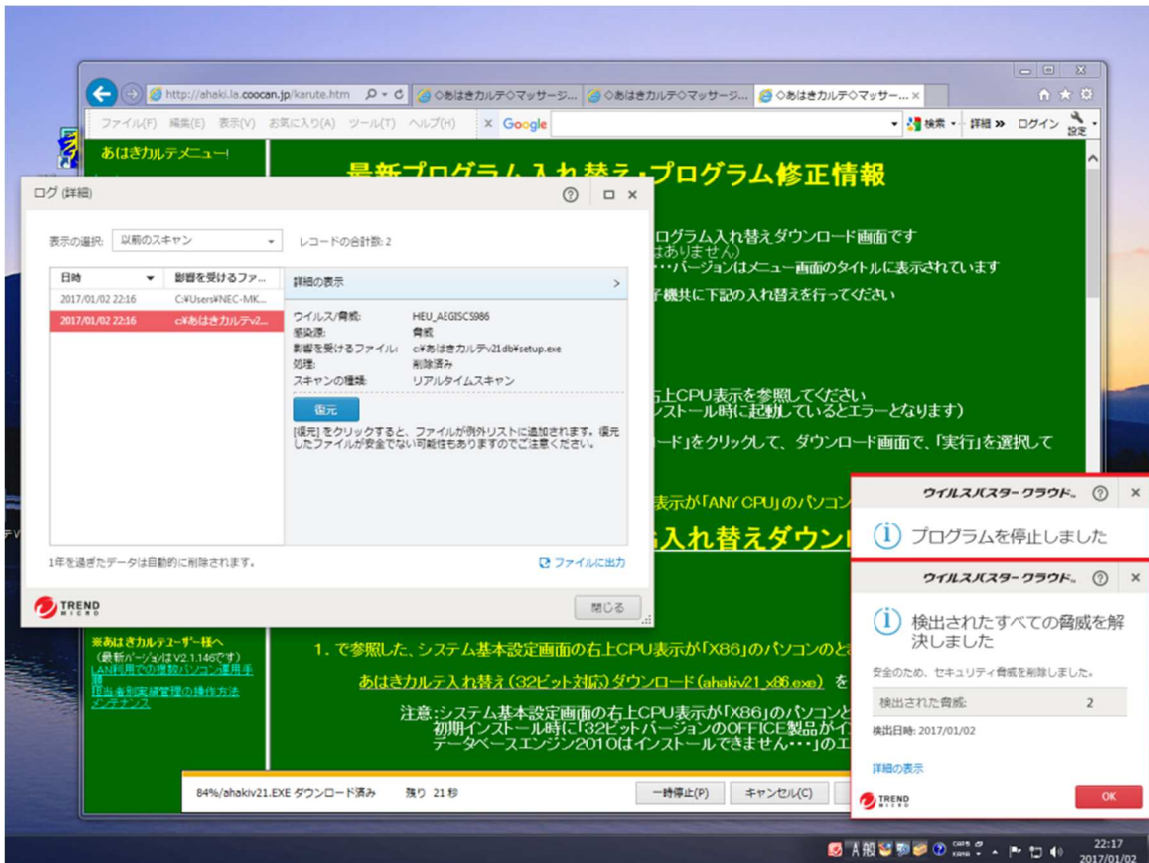 http://ahaki.la.coocan.jp/karute.htm
◇あはきカルテ◇マッサージ...
◇あはきカルテ◇マッサージ...
◇あはきカルテ◇マッサー...
ファイル(F) 編集(E) 表示(V) お気に入り(A) ツール(T) ヘルプ(H)
x Google
検索
詳細 »
ログイン
設定
あはきカルテメニュー!
最新プログラム入れ替え・プログラム修正情報
ログラム入れ替えダウンロード画面です
はありません)
・・・バージョンはメニュー画面のタイトルに表示されています
子機共に下記の入れ替えを行ってください
右上CPU表示を参照してください
ンストール時に起動しているとエラーとなります)
ード」をクリックして、ダウンロード画面で、「実行」を選択して
表示が「ANY CPU」のパソコン
入れ替えダウン
ログ (詳細)
表示の選択:
以前のスキャン
レコードの合計数: 2
日時
影響を受けるファ...
2017/01/02 22:16
C:¥Users¥NEC-MK...
2017/01/02 22:16
c¥あはきカルテv2...
詳細の表示
ウイルス/脅威: HEU_AEGISCS986
感染源: 脅威
影響を受けるファイル: c¥あはきカルテv21db¥setup.exe
処理: 削除済み
スキャンの種類: リアルタイムスキャン
復元
[復元] をクリックすると、ファイルが例外リストに追加されます。復元
したファイルが安全でない可能性もありますのでご注意ください。
1年を過ぎたデータは自動的に削除されます。
ファイルに出力
TREND
MICRO
閉じる
※あはきカルテユーザー様へ
(最新バージョンは V2.1.146です)
LAN利用での複数パソコン運用手
順
担当者別実績管理の操作方法
メンテナンス
1. で参照した、システム基本設定画面の右上CPU表示が「X86」のパソコンのと
あはきカルテ入れ替え(32ビット対応)ダウンロード(ahakiv21_x86.exe) を
注意:システム基本設定画面の右上CPU表示が「X86」のパソコンと
初期インストール時に「32ビットバージョンのOFFICE製品がイ
データベースエンジン2010はインストールできません・・・」のエ
84%/ahakiv21.EXE ダウンロード済み 残り 21 秒
一時停止(P)
キャンセル(C)
ウイルスバスター クラウド™
プログラムを停止しました
ウイルスバスター クラウド™
検出されたすべての脅威を解
決しました
安全のため、セキュリティ脅威を削除しました。
検出された脅威: 2
検出日時: 2017/01/02
詳細の表示
TREND
MICRO
OK
A 般
CAPS
KANA
22:17
2017/01/02